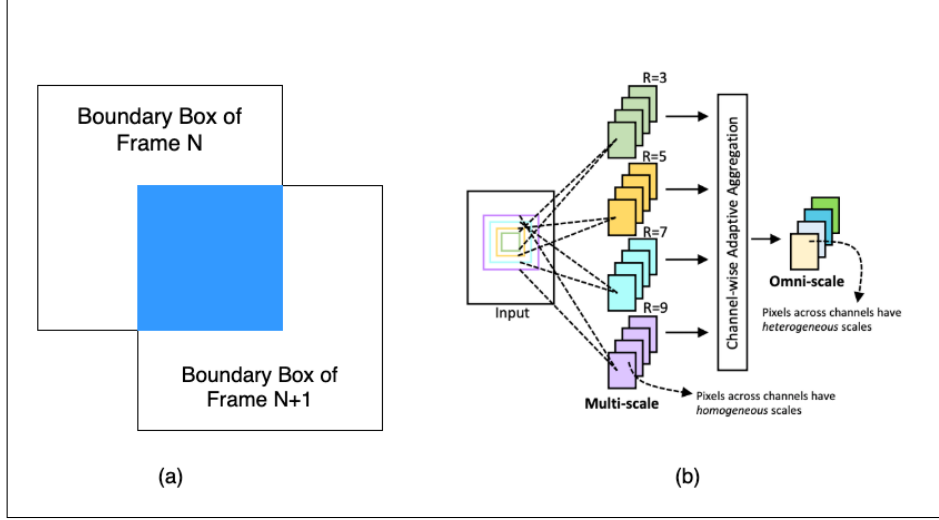 Boundary Box of
Frame N
Boundary Box of
Frame N+1
(a)
R=3
R=5
R=7
R=9
Input
Multi-scale
Channel-wise Adaptive Aggregation
Omni-scale
Pixels across channels have
heterogeneous scales
Pixels across channels have
homogeneous scales
(b)